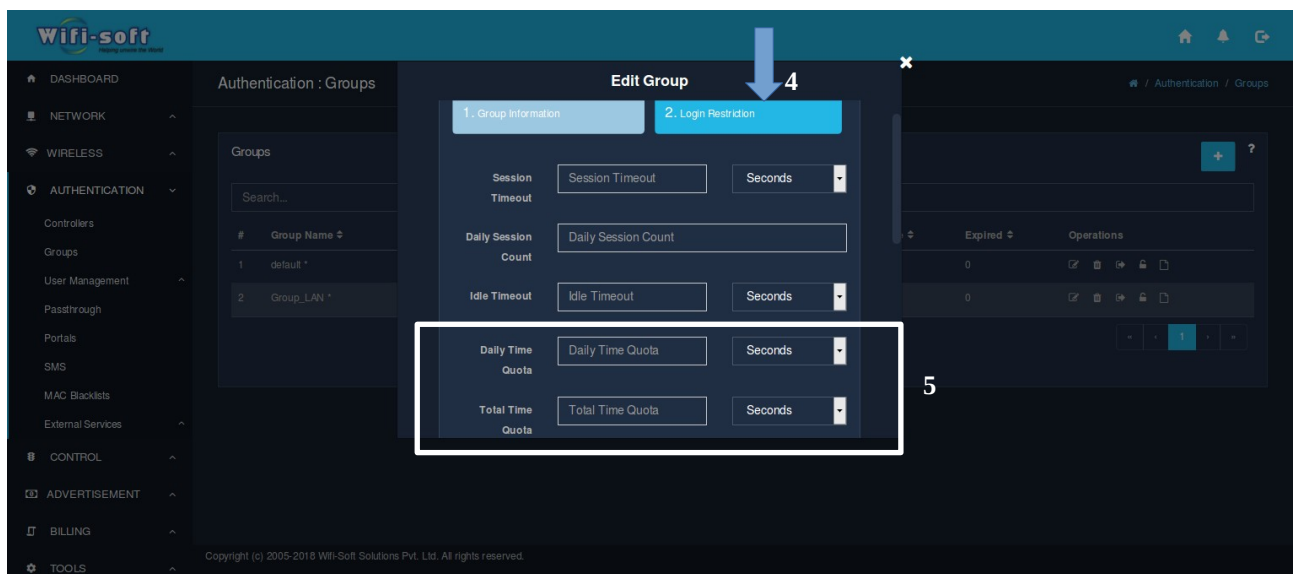 Wifi-soft
DASHBOARD
NETWORK
WIRELESS
AUTHENTICATION
Controllers
Groups
User Management
Passthrough
Portals
SMS
MAC Blacklists
External Services
CONTROL
ADVERTISEMENT
BILLING
TOOLS
Authentication : Groups
/ Authentication / Groups
Groups
?
Search...
# Group Name Expired Operations
1 default * 0
2 Group_LAN * 0
« ‹ 1 › »
Edit Group
4
1. Group Information
2. Login Restriction
Session Timeout
Session Timeout
Seconds
Daily Session Count
Daily Session Count
Idle Timeout
Idle Timeout
Seconds
Daily Time Quota
Daily Time Quota
Seconds
Total Time Quota
Total Time Quota
Seconds
5
Copyright (c) 2005-2018 Wifi-Soft Solutions Pvt. Ltd. All rights reserved.